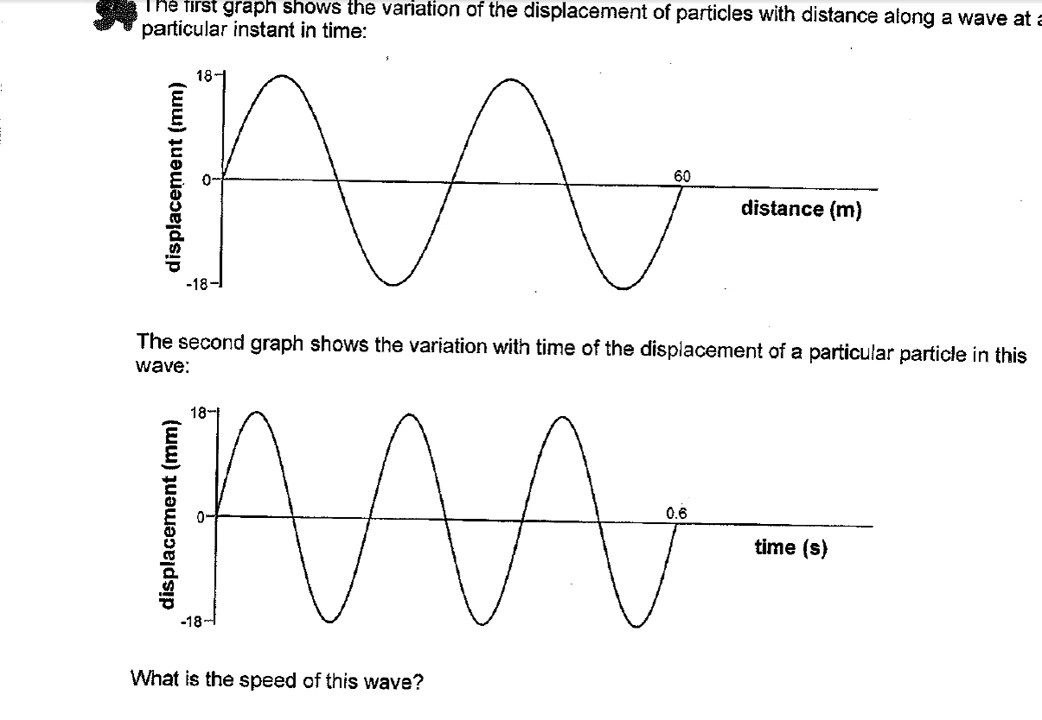 The first graph shows the variation of the displacement of particles with distance along a wave at a
particular instant in time:
18
displacement (mm)
0
60
distance (m)
-18
The second graph shows the variation with time of the displacement of a particular particle in this
wave:
18
displacement (mm)
0
0.6
time (s)
-18
What is the speed of this wave?